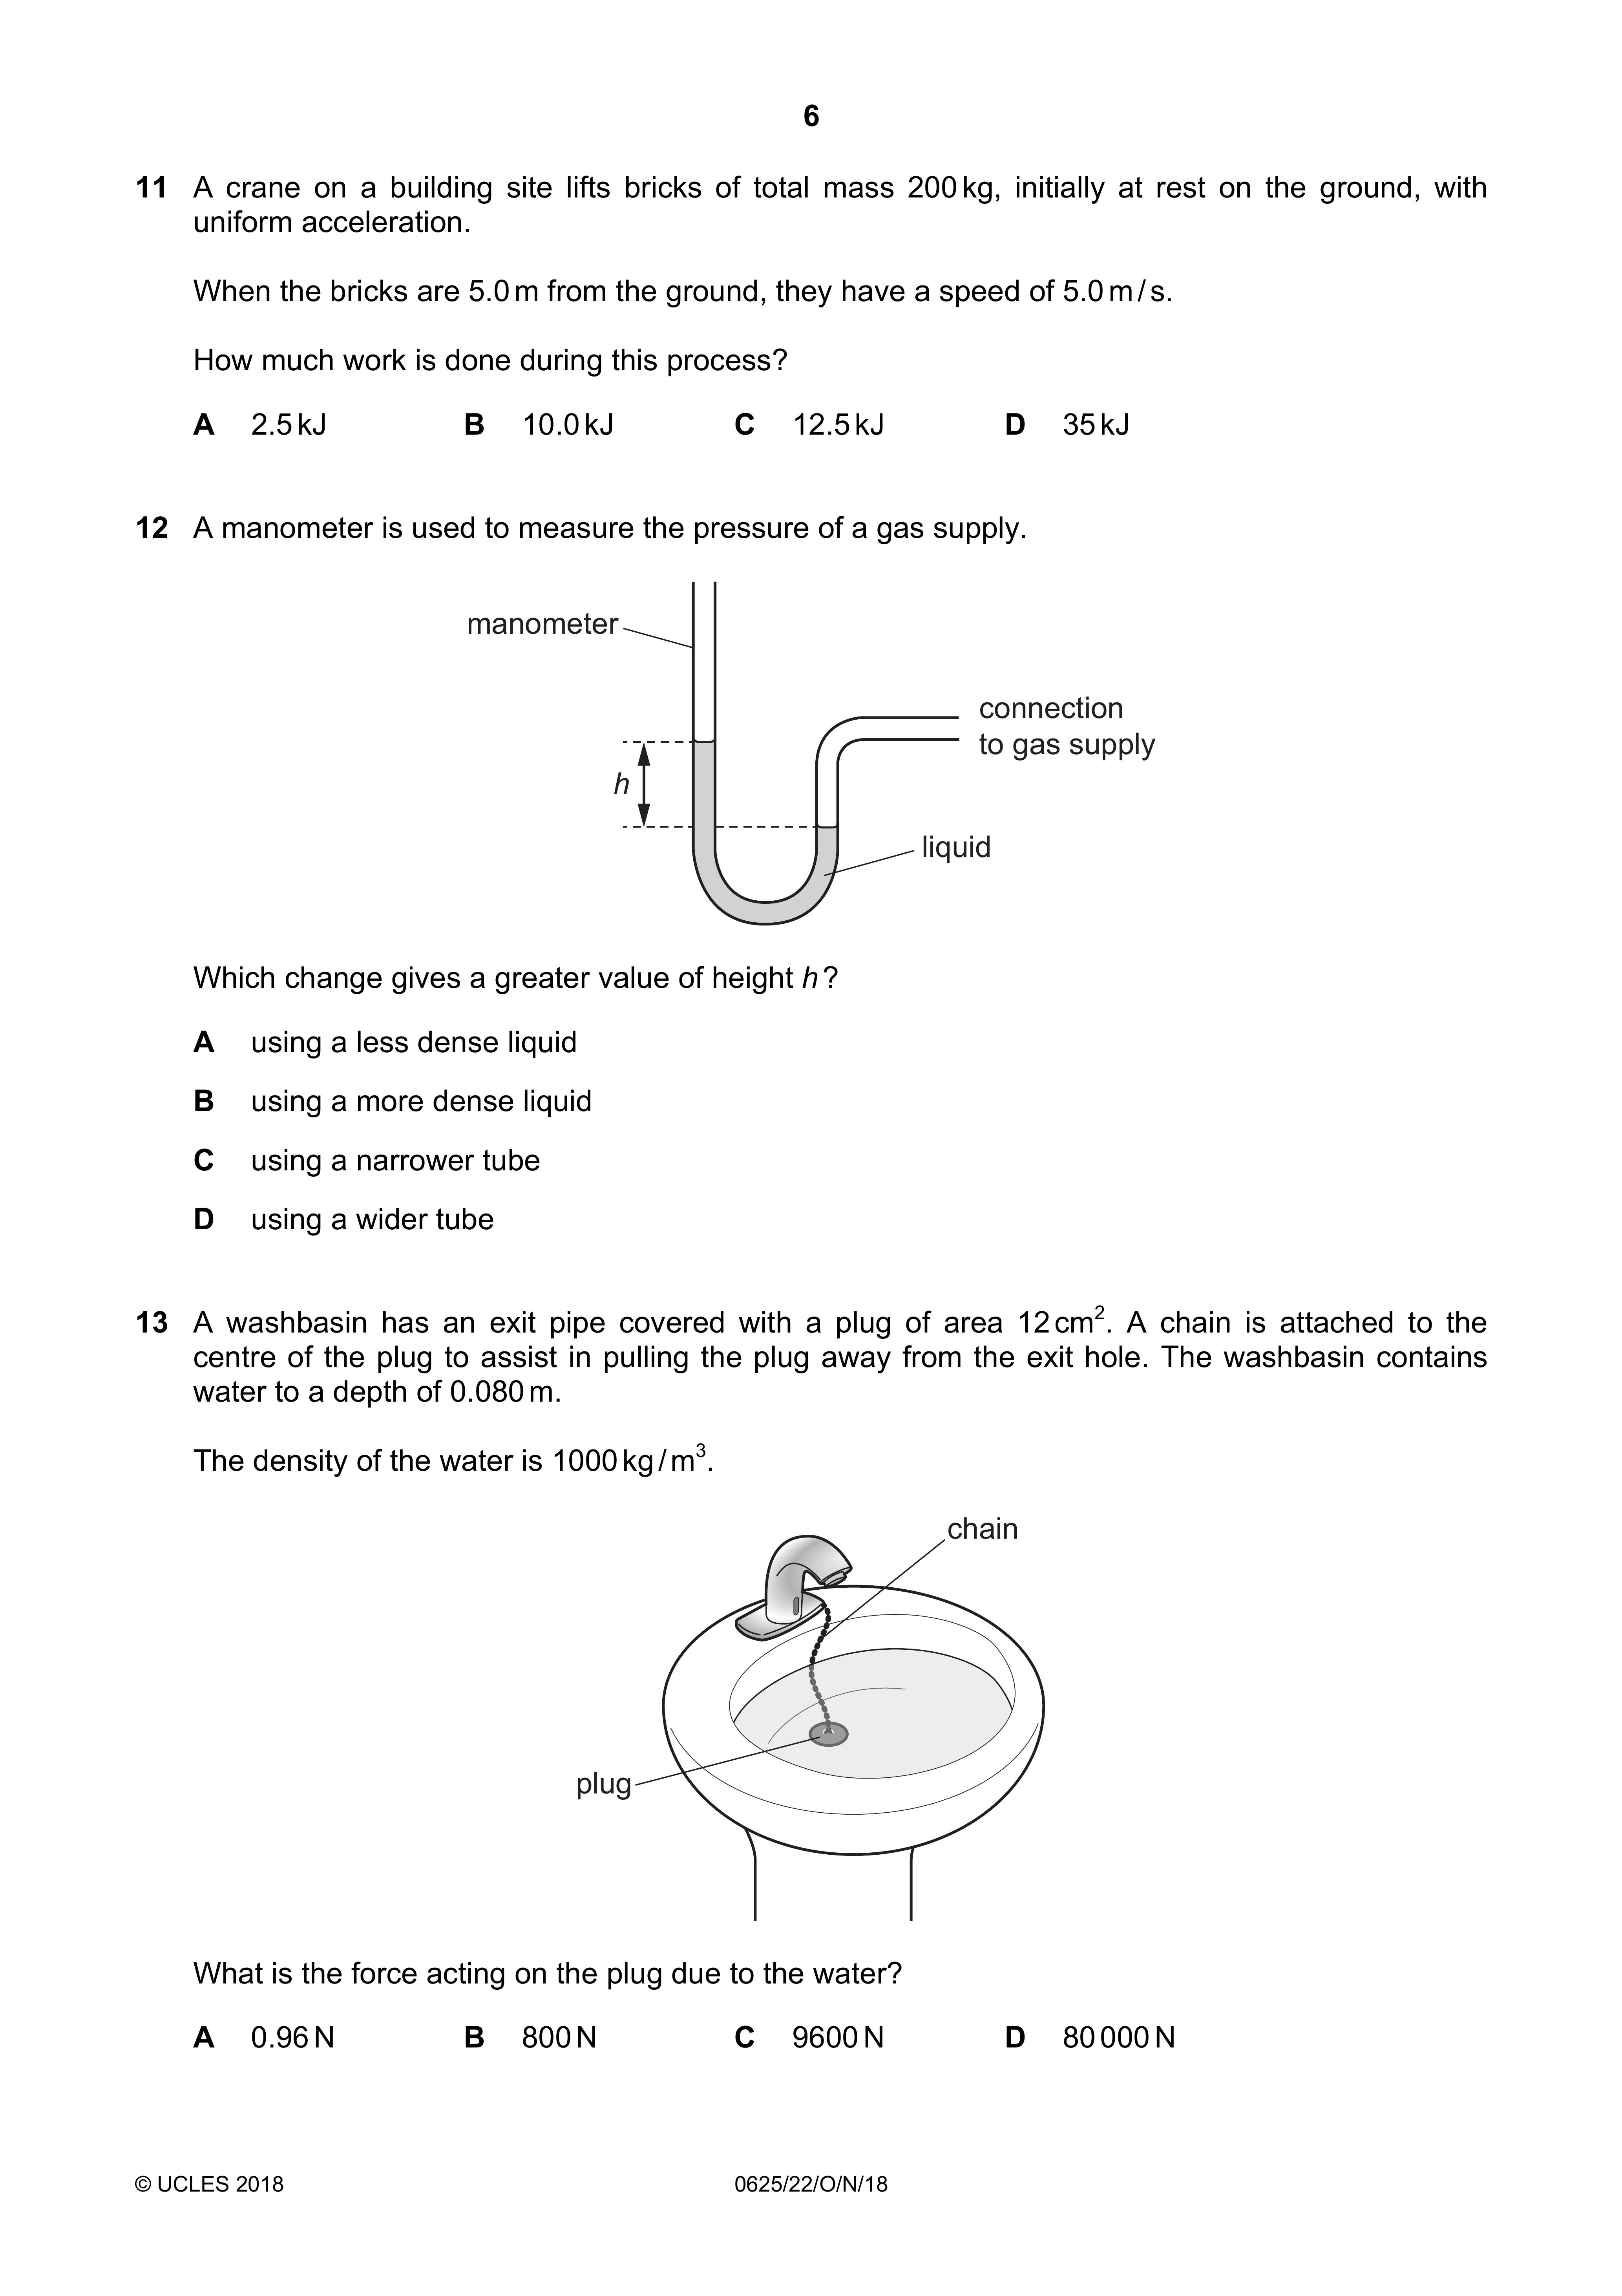 6
11 A crane on a building site lifts bricks of total mass 200 kg, initially at rest on the ground, with
uniform acceleration.
When the bricks are 5.0 m from the ground, they have a speed of 5.0 m / s.
How much work is done during this process?
A 2.5 kJ B 10.0 kJ C 12.5 kJ D 35 kJ
12 A manometer is used to measure the pressure of a gas supply.
manometer
connection
to gas supply
h
liquid
Which change gives a greater value of height h ?
A using a less dense liquid
B using a more dense liquid
C using a narrower tube
D using a wider tube
13 A washbasin has an exit pipe covered with a plug of area 12 cm². A chain is attached to the
centre of the plug to assist in pulling the plug away from the exit hole. The washbasin contains
water to a depth of 0.080 m.
The density of the water is 1000 kg / m³.
chain
plug
What is the force acting on the plug due to the water?
A 0.96 N B 800 N C 9600 N D 80 000 N
© UCLES 2018 0625/22/O/N/18